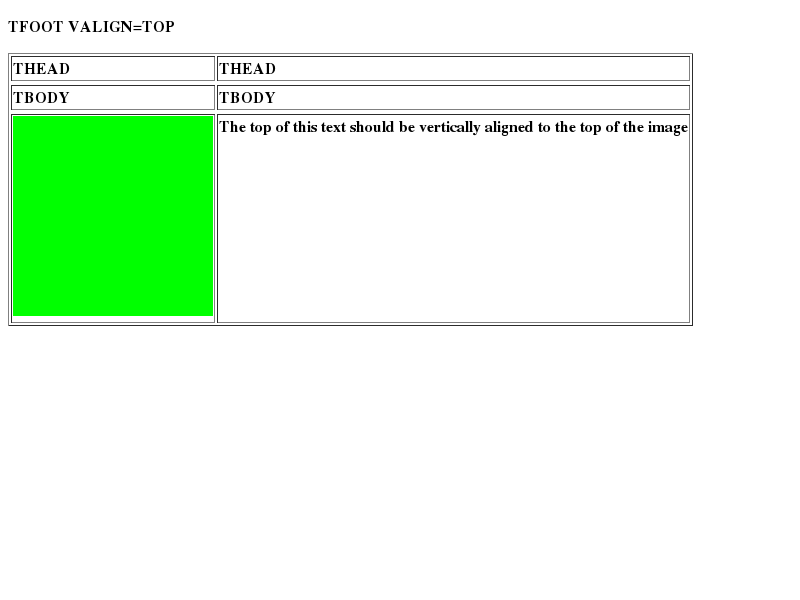 TFOOT VALIGN=TOP
THEAD THEAD
TBODY TBODY
The top of this text should be vertically aligned to the top of the image